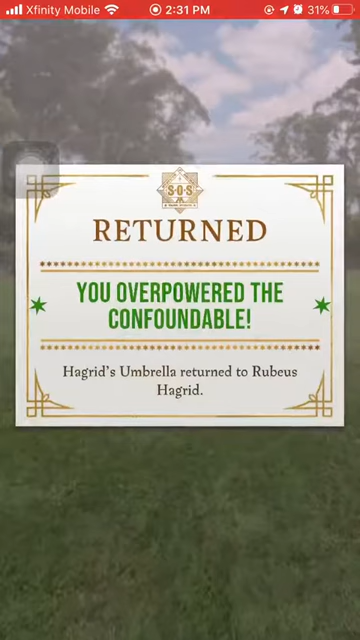 Xfinity Mobile 2:31 PM 31%
S·O·S
RETURNED
YOU OVERPOWERED THE
CONFOUNDABLE!
Hagrid's Umbrella returned to Rubeus
Hagrid.